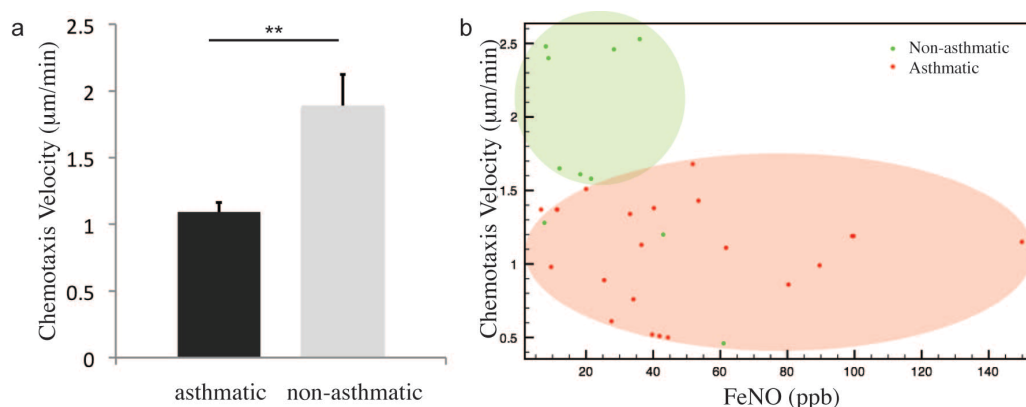 a
**
Chemotaxis Velocity (μm/min)
2.5
2
1.5
1
0.5
0
asthmatic
non-asthmatic
b
Non-asthmatic
Asthmatic
Chemotaxis Velocity (μm/min)
2.5
2
1.5
1
0.5
20
40
60
80
100
120
140
FeNO (ppb)